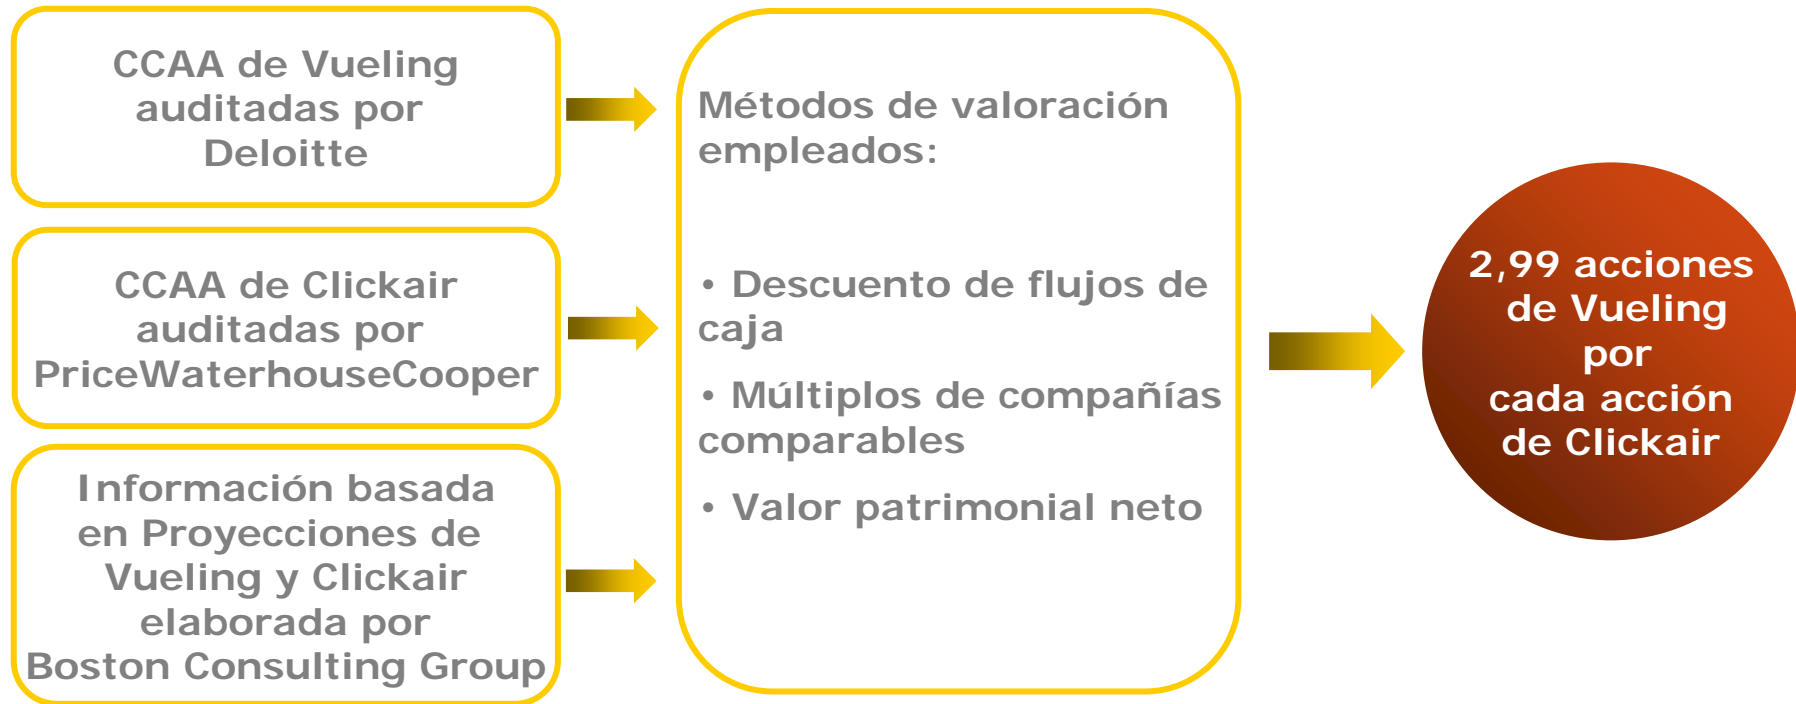 CCAA de Vueling
auditadas por
Deloitte
CCAA de Clickair
auditadas por
PriceWaterhouseCooper
Información basada
en Proyecciones de
Vueling y Clickair
elaborada por
Boston Consulting Group
Métodos de valoración
empleados:
• Descuento de flujos de
caja
• Múltiplos de compañías
comparables
• Valor patrimonial neto
2,99 acciones
de Vueling
por
cada acción
de Clickair